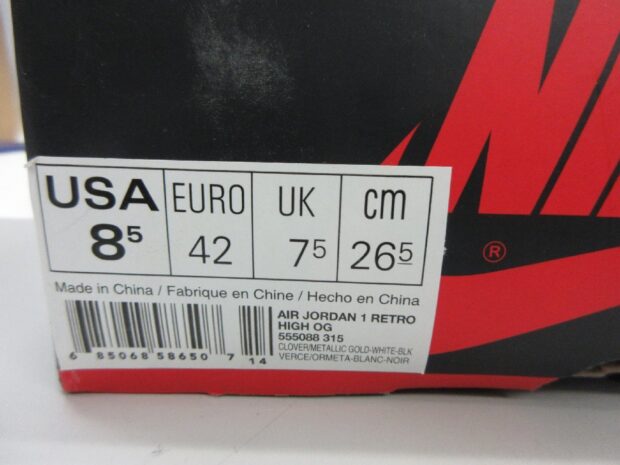 NIKE
®
USA EURO UK cm
8⁵ 42 7⁵ 26⁵
Made in China / Fabrique en Chine / Hecho en China
AIR JORDAN 1 RETRO
HIGH OG
555088 315
CLOVER/METALLIC GOLD-WHITE-BLK
VERCE/ORMETA-BLANC-NOIR
6 85068 58650 7 14